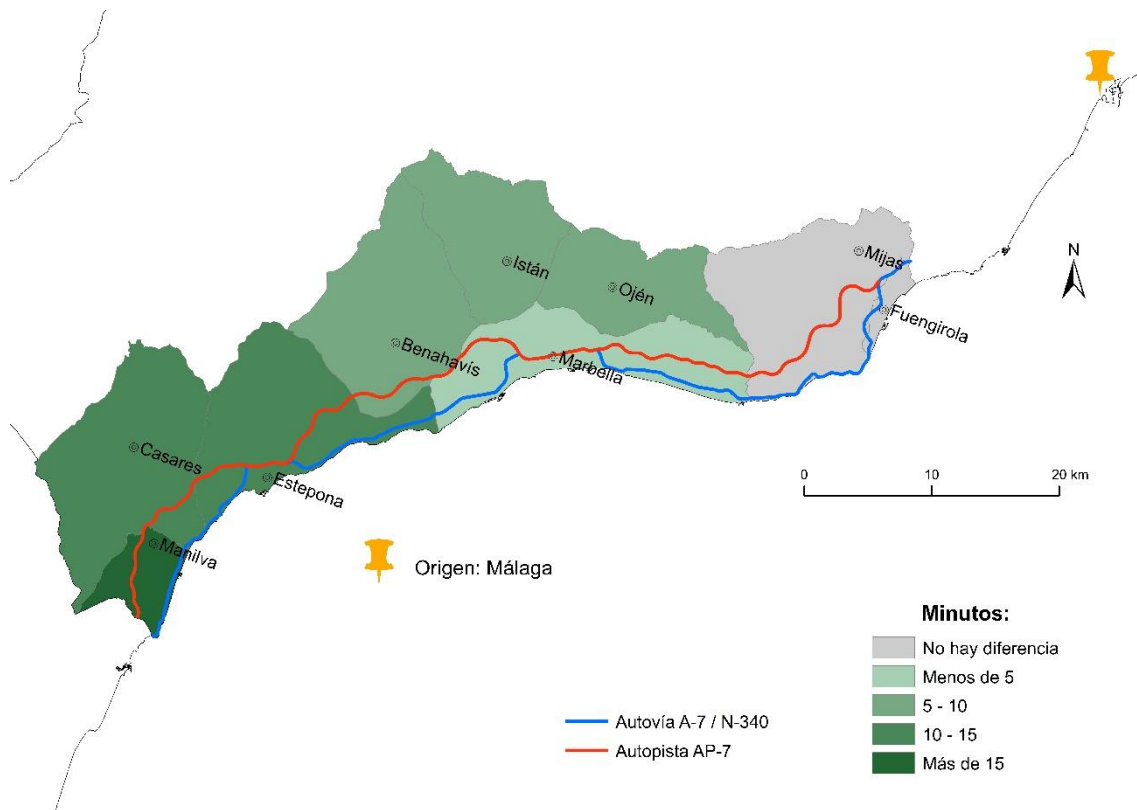 N
Mijas
Istán
Ojén
Fuengirola
Benahavís
Marbella
Casares
Estepona
Manilva
0 10 20 km
Origen: Málaga
Minutos:
No hay diferencia
Menos de 5
5 - 10
10 - 15
Más de 15
Autovía A-7 / N-340
Autopista AP-7